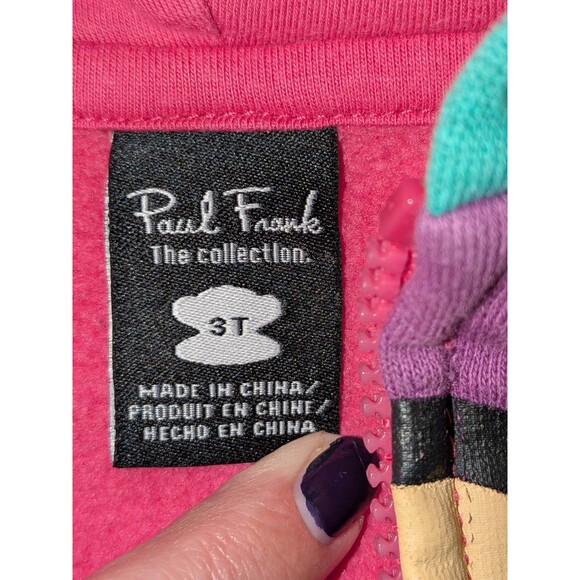 Paul Frank
The collection.
3T
MADE IN CHINA/
PRODUIT EN CHINE/
HECHO EN CHINA